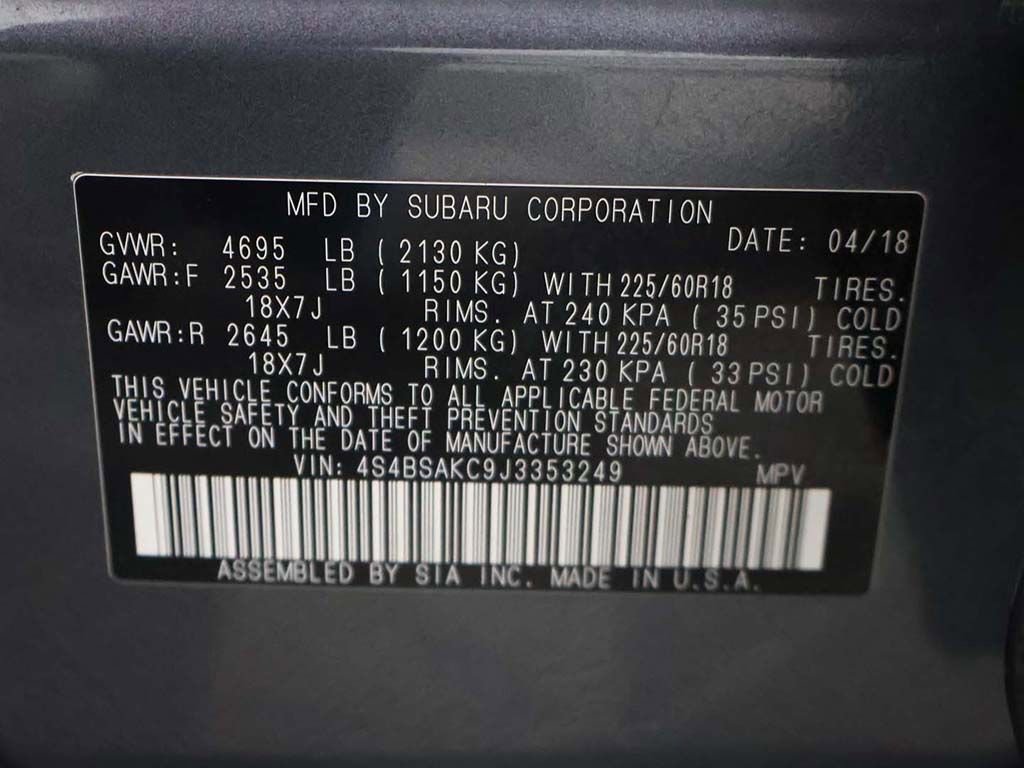 MFD BY SUBARU CORPORATION
GVWR: 4695 LB ( 2130 KG) DATE: 04/18
GAWR:F 2535 LB ( 1150 KG) WITH 225/60R18 TIRES.
18X7J RIMS. AT 240 KPA ( 35 PSI) COLD
GAWR:R 2645 LB ( 1200 KG) WITH 225/60R18 TIRES.
18X7J RIMS. AT 230 KPA ( 33 PSI) COLD
THIS VEHICLE CONFORMS TO ALL APPLICABLE FEDERAL MOTOR
VEHICLE SAFETY AND THEFT PREVENTION STANDARDS
IN EFFECT ON THE DATE OF MANUFACTURE SHOWN ABOVE.
VIN: 4S4BSAKC9J3353249 MPV
ASSEMBLED BY SIA INC. MADE IN U.S.A.